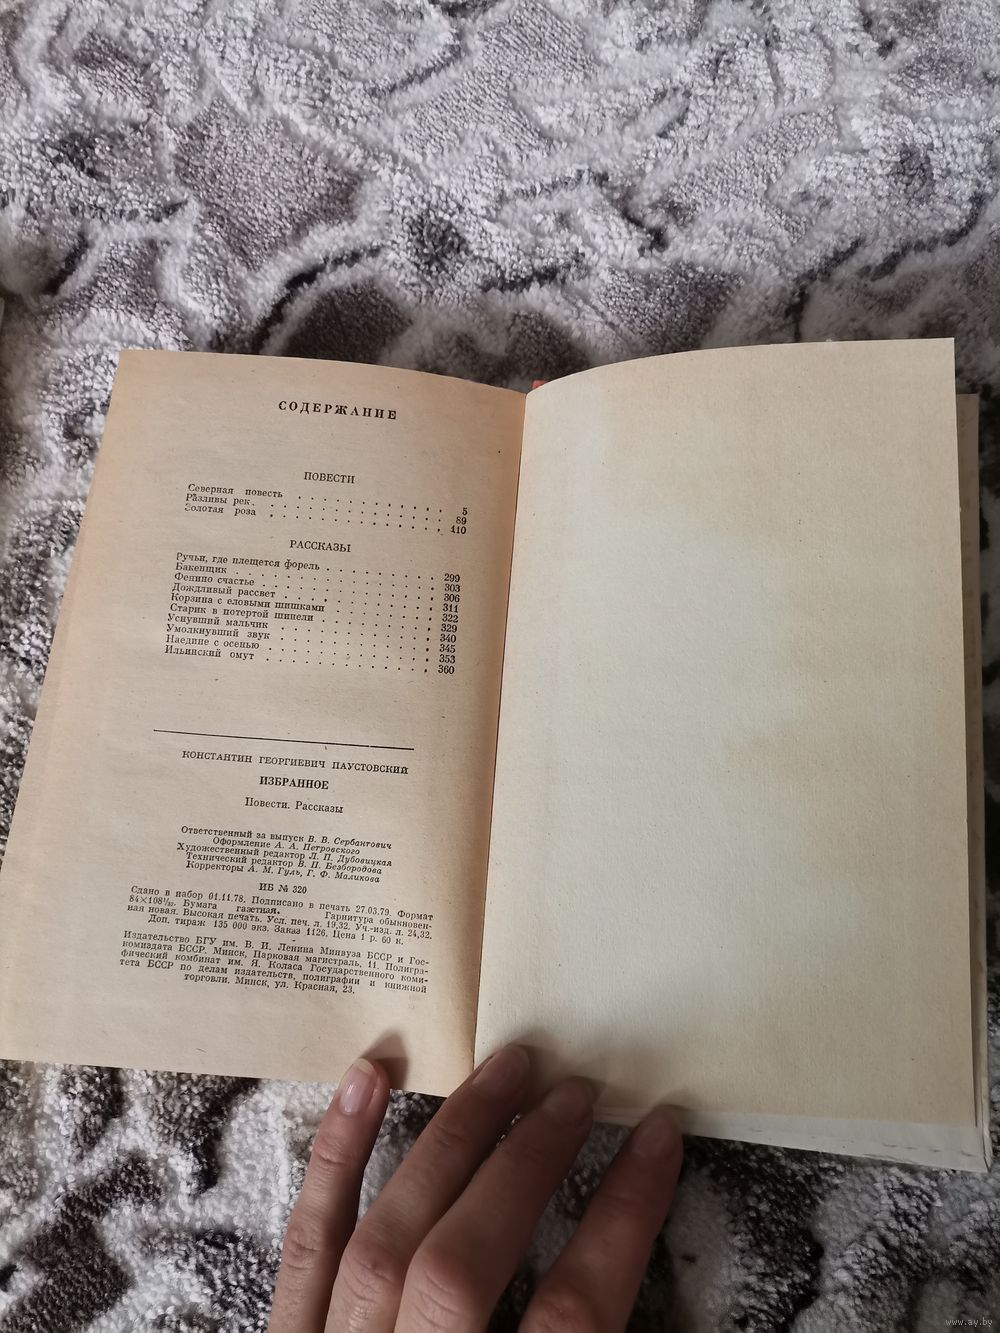 СОДЕРЖАНИЕ
ПОВЕСТИ
Северная повесть . . . . . . . . . . . . 5
Разливы рек . . . . . . . . . . . . . . 89
Золотая роза . . . . . . . . . . . . . 110
РАССКАЗЫ
Ручьи, где плещется форель . . . . . . . . . 299
Бакенщик . . . . . . . . . . . . . . . 303
Фенино счастье . . . . . . . . . . . . . 306
Дождливый рассвет . . . . . . . . . . . . 311
Корзина с еловыми шишками . . . . . . . . . 322
Старик в потертой шинели . . . . . . . . . 329
Уснувший мальчик . . . . . . . . . . . . 340
Умолкнувший звук . . . . . . . . . . . . 345
Наедине с осенью . . . . . . . . . . . . 353
Ильинский омут . . . . . . . . . . . . . 360
КОНСТАНТИН ГЕОРГИЕВИЧ ПАУСТОВСКИЙ
ИЗБРАННОЕ
Повести. Рассказы
Ответственный за выпуск В. В. Сербантович
Оформление А. А. Петровского
Художественный редактор Л. П. Дубовицкая
Технический редактор В. П. Безбородова
Корректоры А. М. Гуль, Г. Ф. Маликова
ИБ № 320
Сдано в набор 01.11.78. Подписано в печать 27.03.79. Формат
84×108¹/₃₂. Бумага газетная. Гарнитура обыкновен-
ная новая. Высокая печать. Усл. печ. л. 19,32. Уч.-изд. л. 24,32.
Доп. тираж 135 000 экз. Заказ 1126. Цена 1 р. 60 к.
Издательство БГУ им. В. И. Ленина Минвуза БССР и Гос-
комиздата БССР. Минск, Парковая магистраль, 11. Полигра-
фический комбинат им. Я. Коласа Государственного коми-
тета БССР по делам издательств, полиграфии и книжной
торговли. Минск, ул. Красная, 23.
www.ay.by